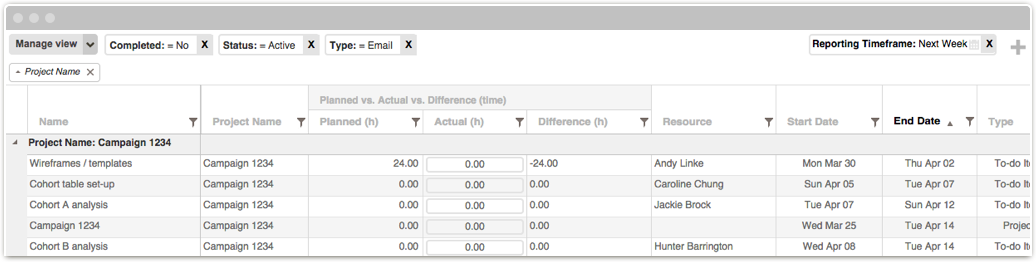 Manage view Completed: = No X Status: = Active X Type: = Email X Reporting Timeframe: Next Week X
Project Name X
Planned vs. Actual vs. Difference (time)
Name Project Name Planned (h) Actual (h) Difference (h) Resource Start Date End Date Type
Project Name: Campaign 1234
Wireframes / templates Campaign 1234 24.00 0.00 -24.00 Andy Linke Mon Mar 30 Thu Apr 02 To-do Ite
Cohort table set-up Campaign 1234 0.00 0.00 0.00 Caroline Chung Sun Apr 05 Tue Apr 07 To-do Ite
Cohort A analysis Campaign 1234 0.00 0.00 0.00 Jackie Brock Tue Apr 07 Sun Apr 12 To-do Ite
Campaign 1234 Campaign 1234 0.00 0.00 0.00 Wed Mar 25 Tue Apr 14 Projec
Cohort B analysis Campaign 1234 0.00 0.00 0.00 Hunter Barrington Wed Apr 08 Tue Apr 14 To-do Ite